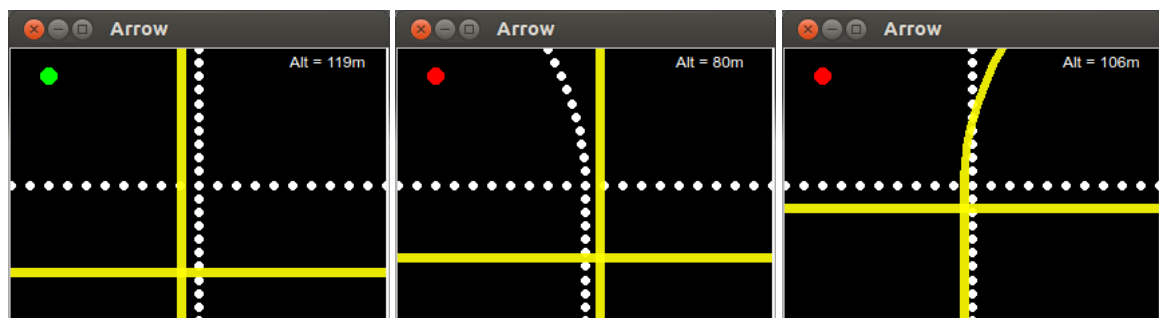 Arrow
Alt = 119m
Arrow
Alt = 80m
Arrow
Alt = 106m